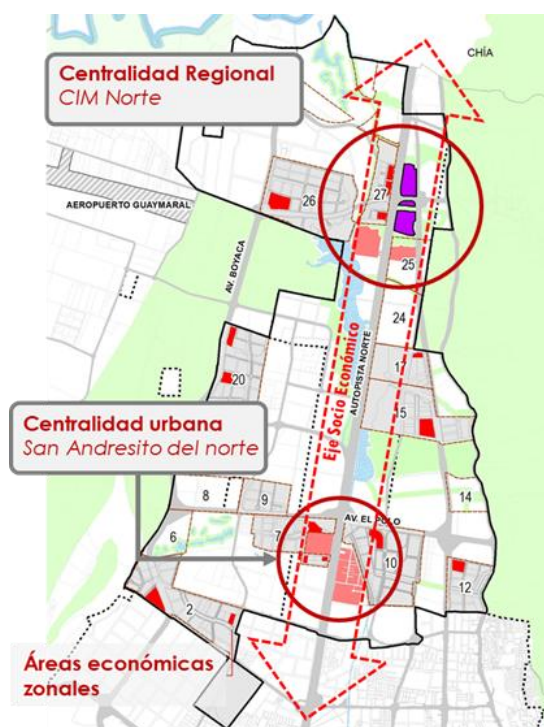 CHÍA
Centralidad Regional
CIM Norte
AEROPUERTO GUAYMARAL
26
27
25
AV. BOYACA
24
Eje Socio Económico
AUTOPISTA NORTE
17
20
15
Centralidad urbana
San Andresito del norte
8
9
14
AV. EL POLO
6
7
10
12
2
Áreas económicas
zonales